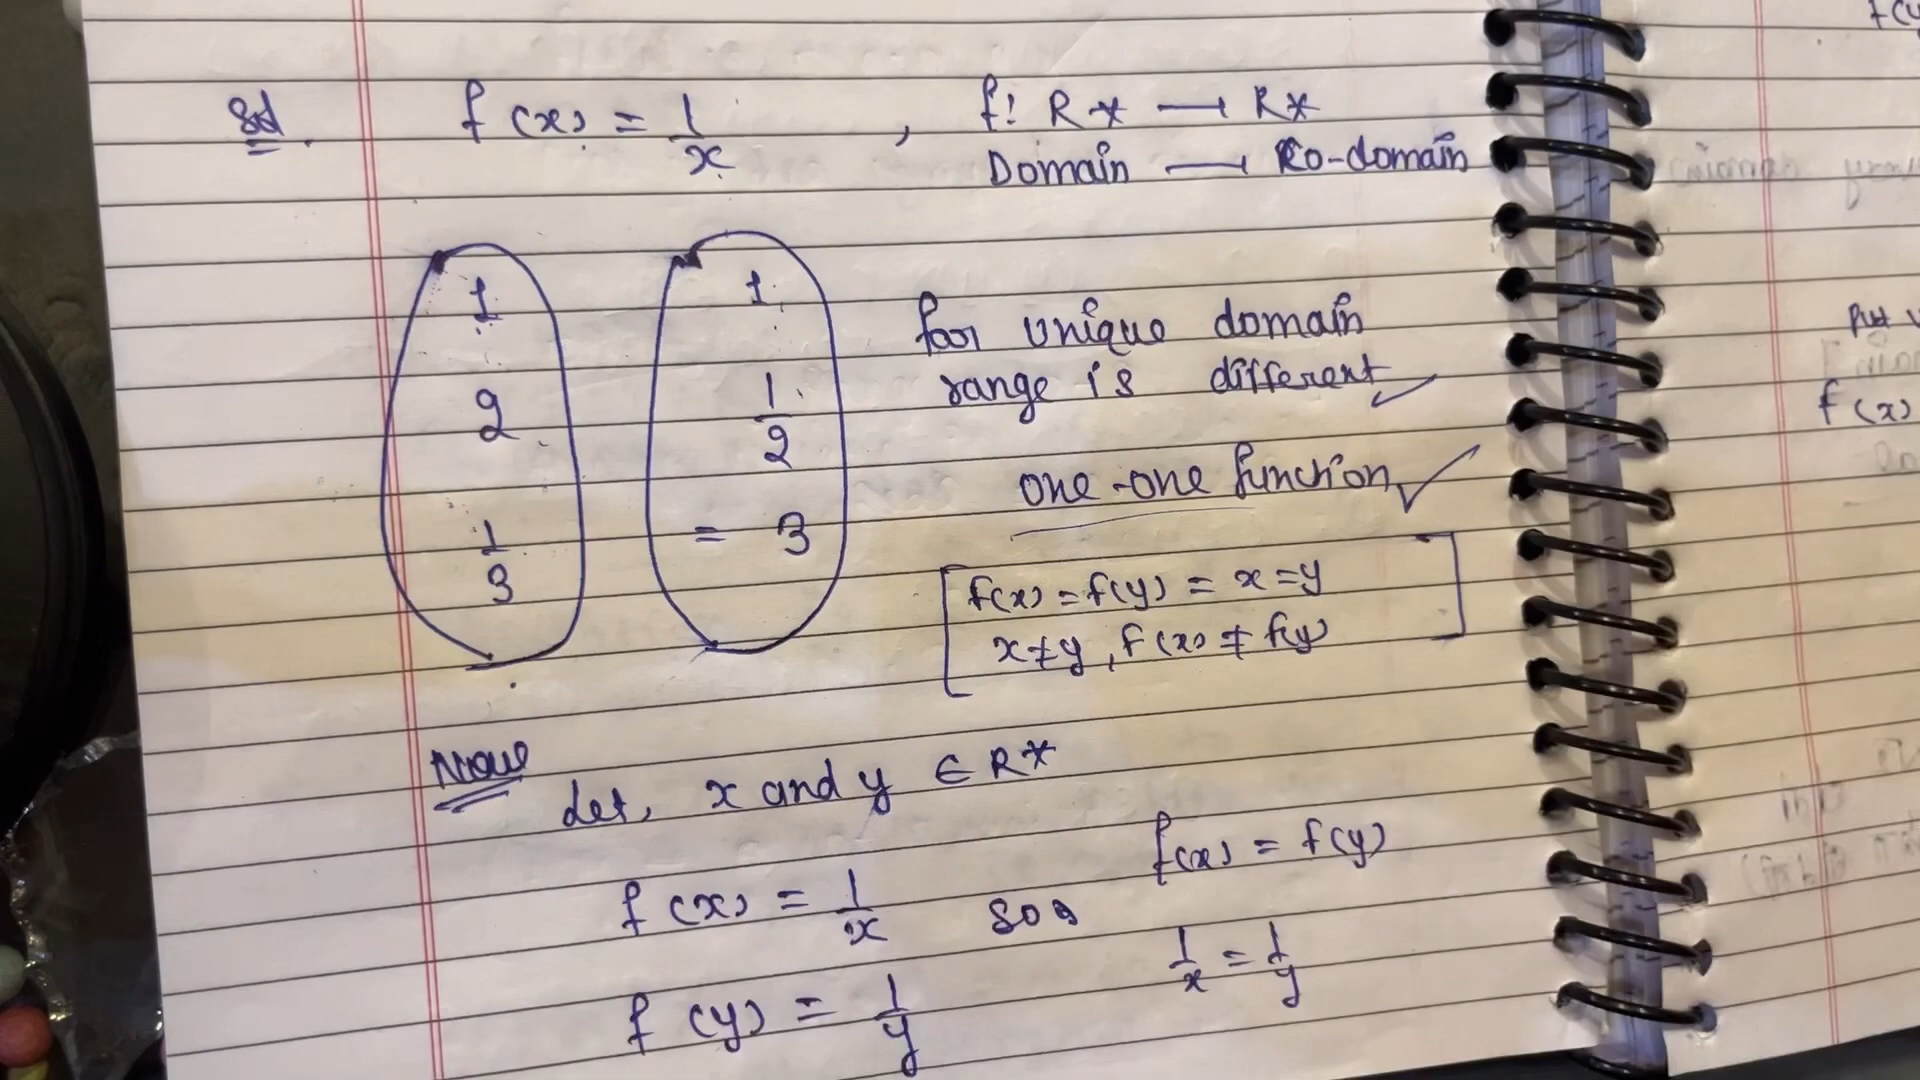 Sol.
f(x) = 1/x , f: R* → R*
Domain → Co-domain
1 1
2 1/2
1/3 = 3
for unique domain
range is different ✓
one-one function ✓
[f(x) = f(y) = x = y
x ≠ y, f(x) ≠ f(y)]
Now
Let, x and y ∈ R*
f(x) = f(y)
f(x) = 1/x so,
1/x = 1/y
f(y) = 1/y
f(x)